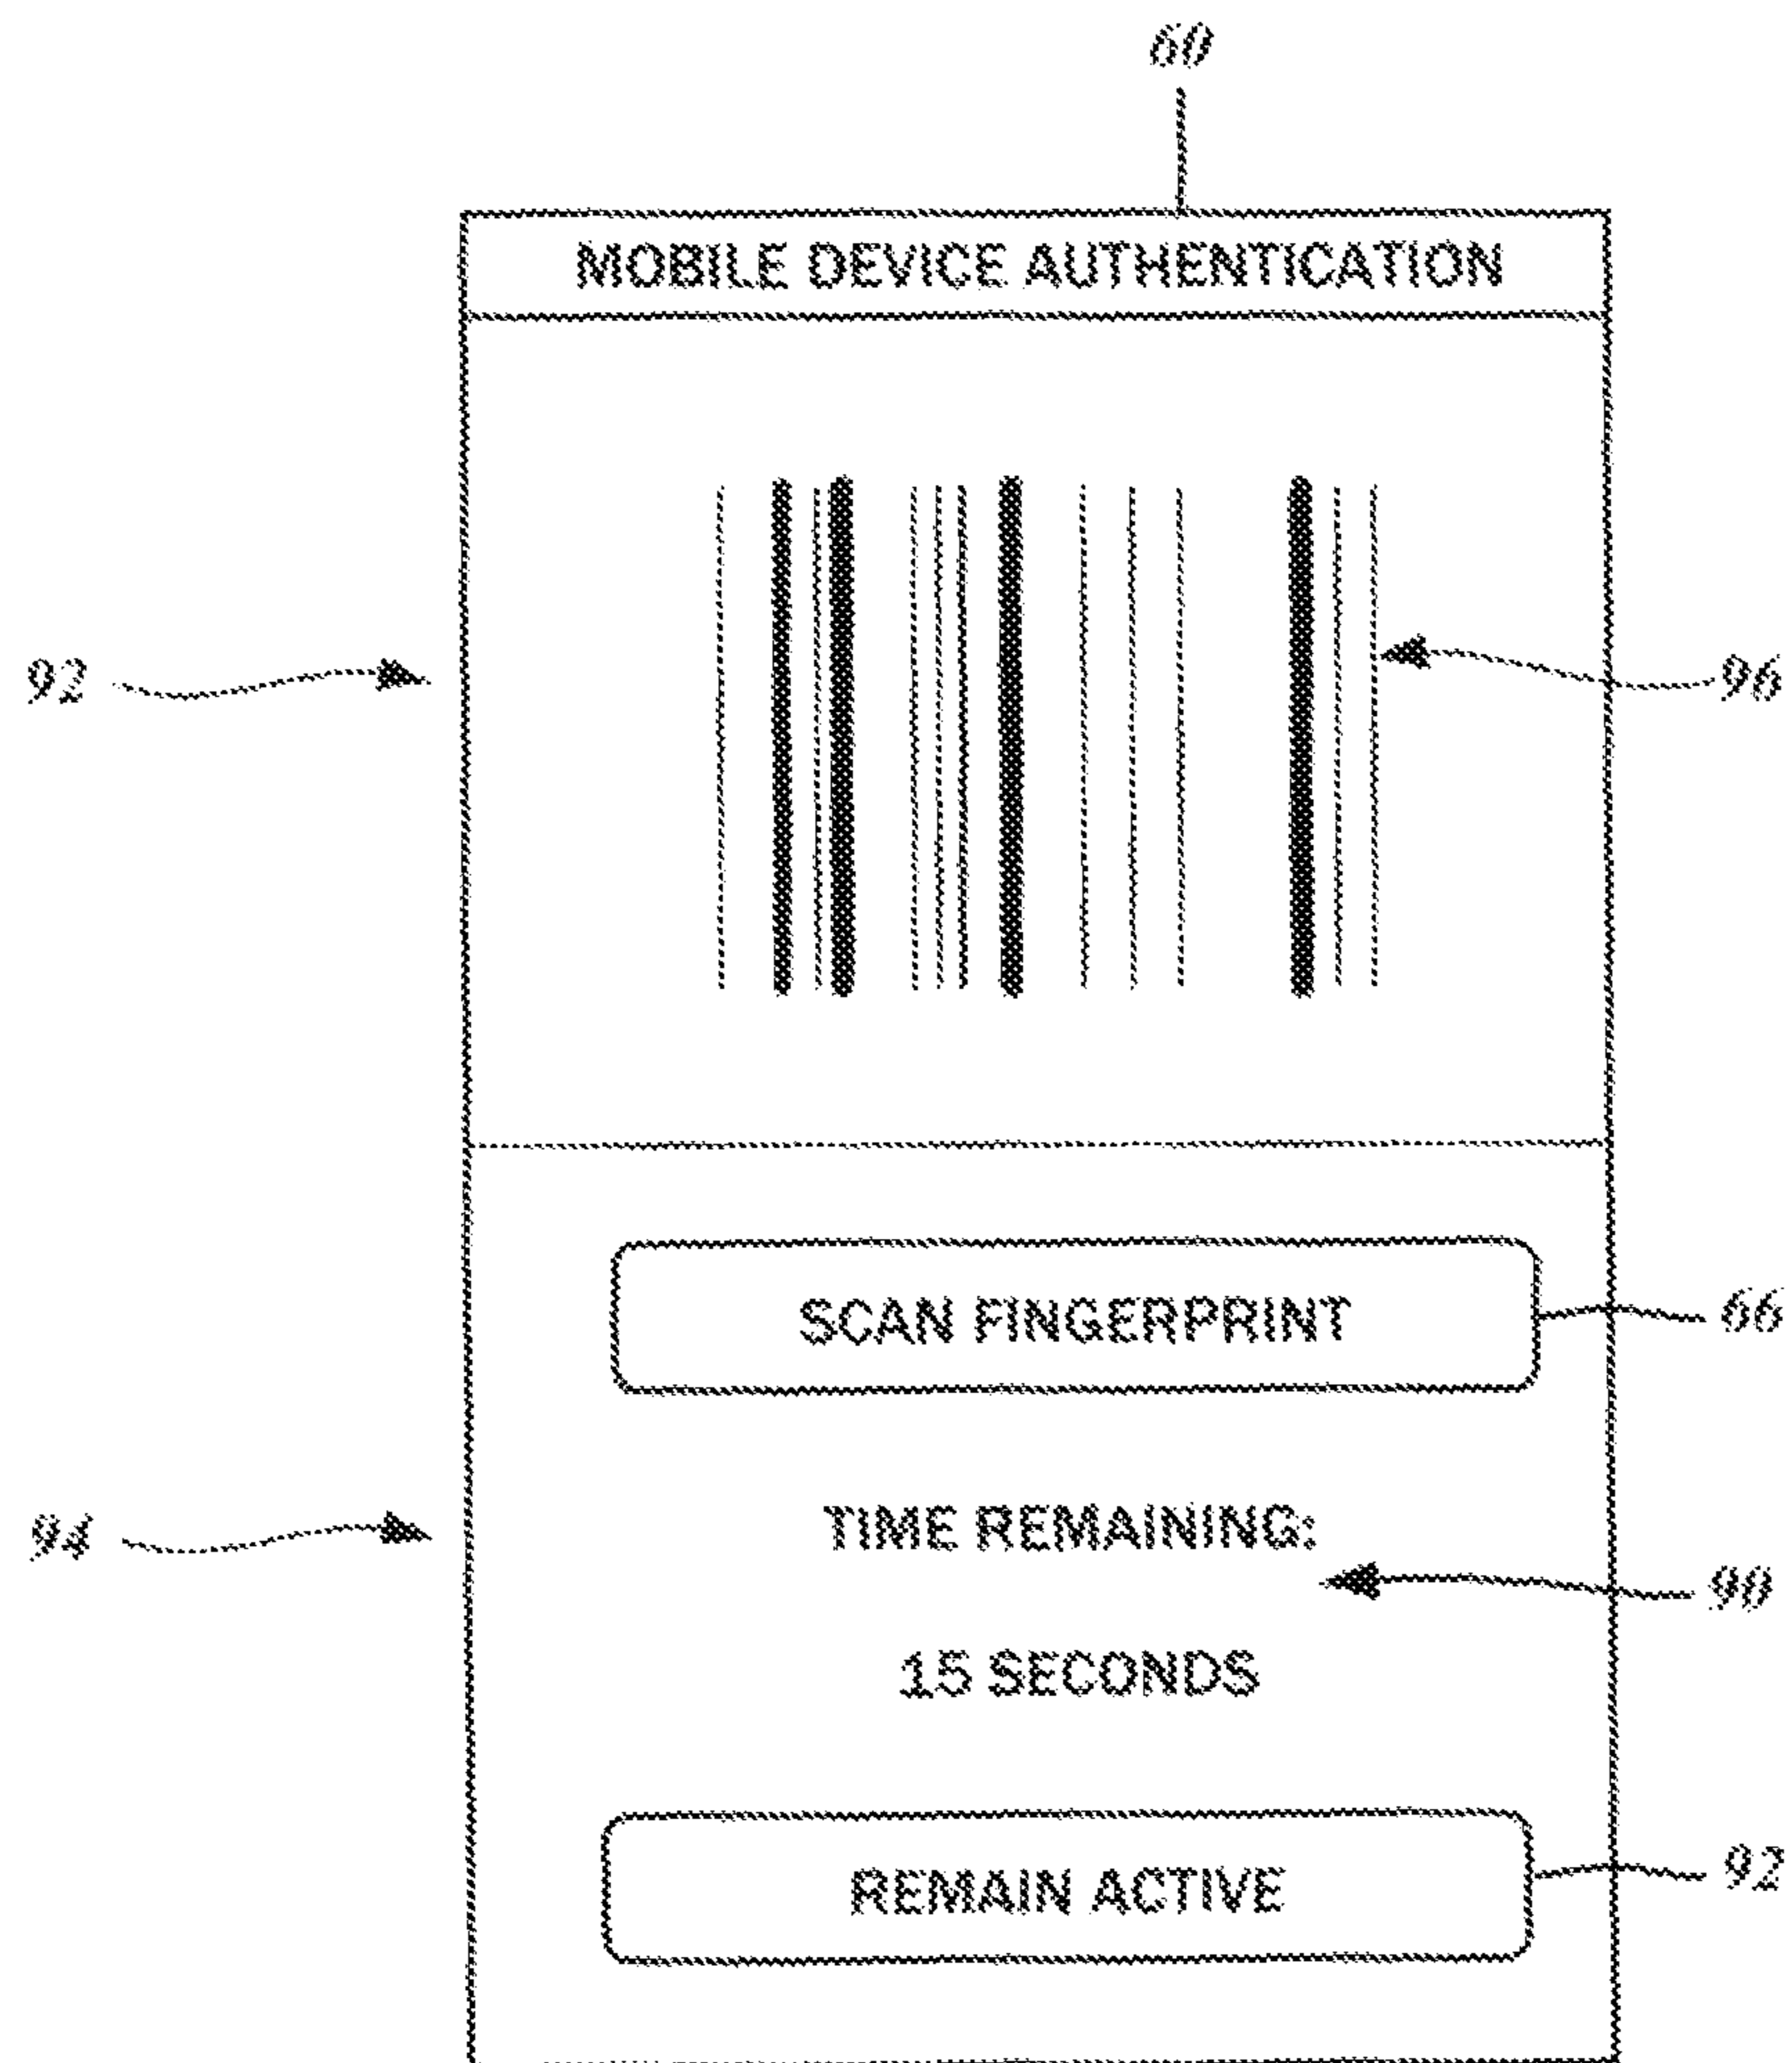 60
MOBILE DEVICE AUTHENTICATION
92
96
SCAN FINGERPRINT
66
TIME REMAINING:
94
90
15 SECONDS
REMAIN ACTIVE
92